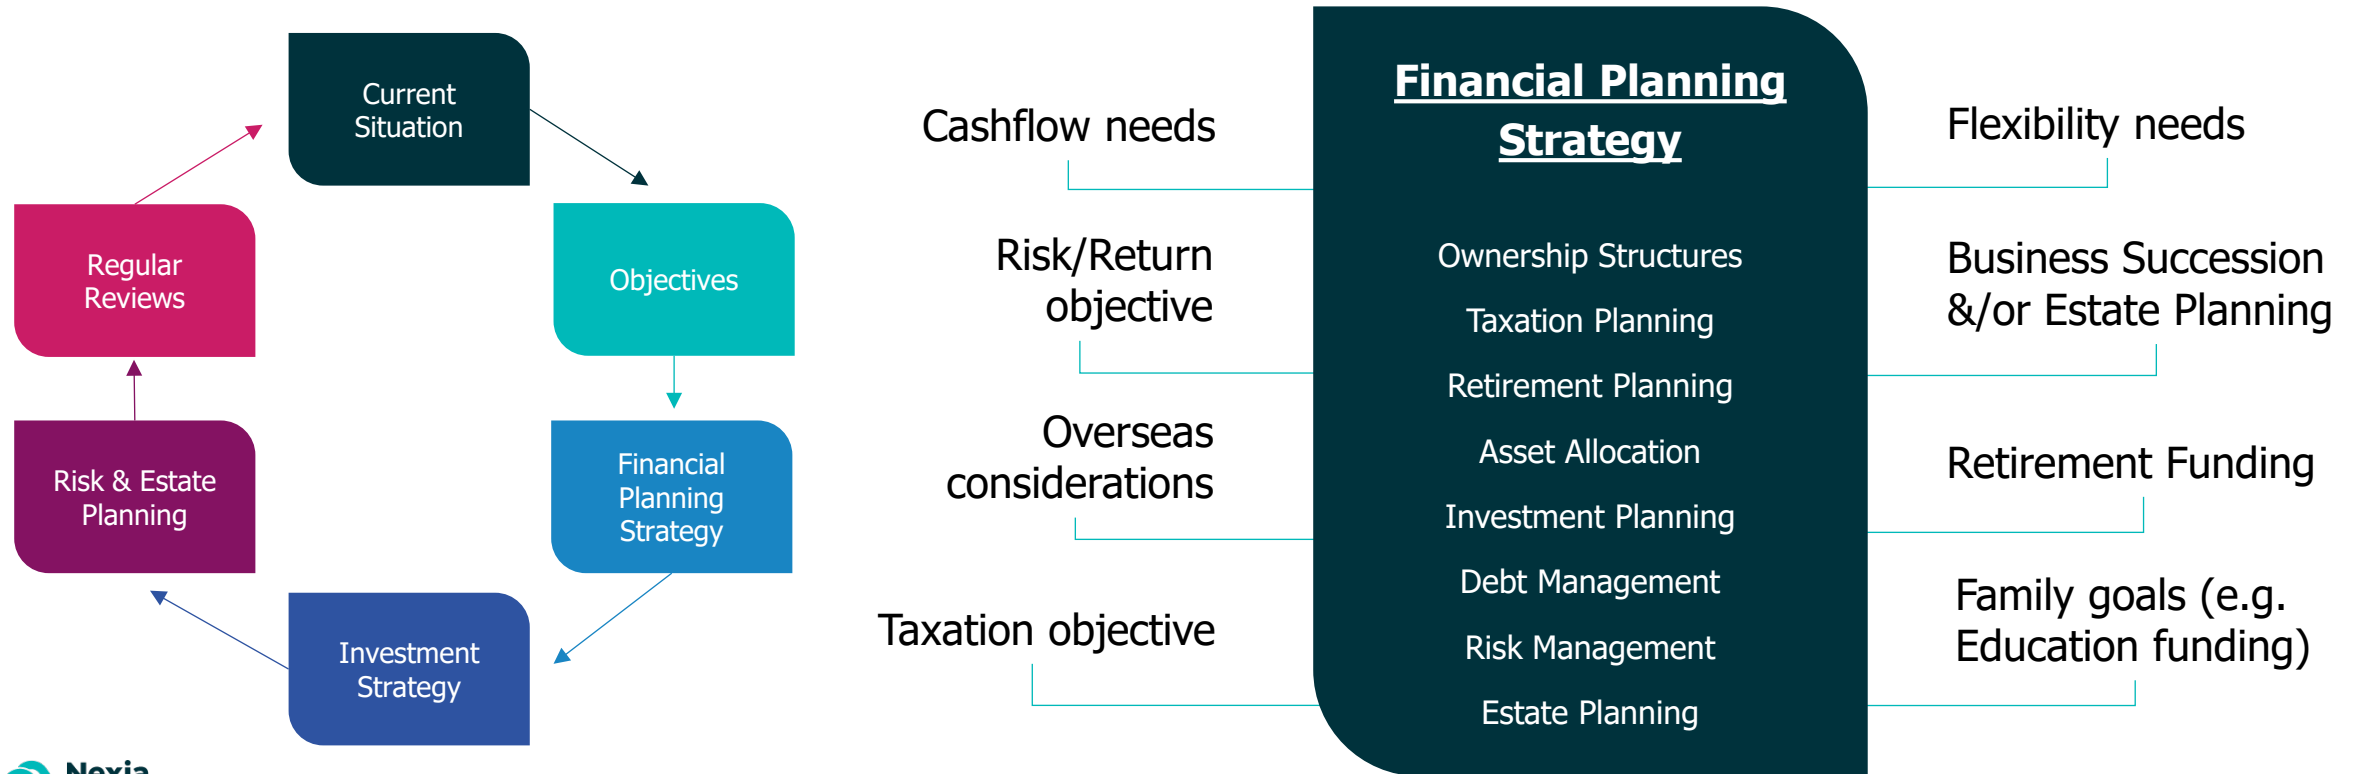 Current
Situation
Objectives
Financial
Planning
Strategy
Investment
Strategy
Risk & Estate
Planning
Regular
Reviews
Cashflow needs
Risk/Return
objective
Overseas
considerations
Taxation objective
Financial Planning
Strategy
Ownership Structures
Taxation Planning
Retirement Planning
Asset Allocation
Investment Planning
Debt Management
Risk Management
Estate Planning
Flexibility needs
Business Succession
&/or Estate Planning
Retirement Funding
Family goals (e.g.
Education funding)
Nexia